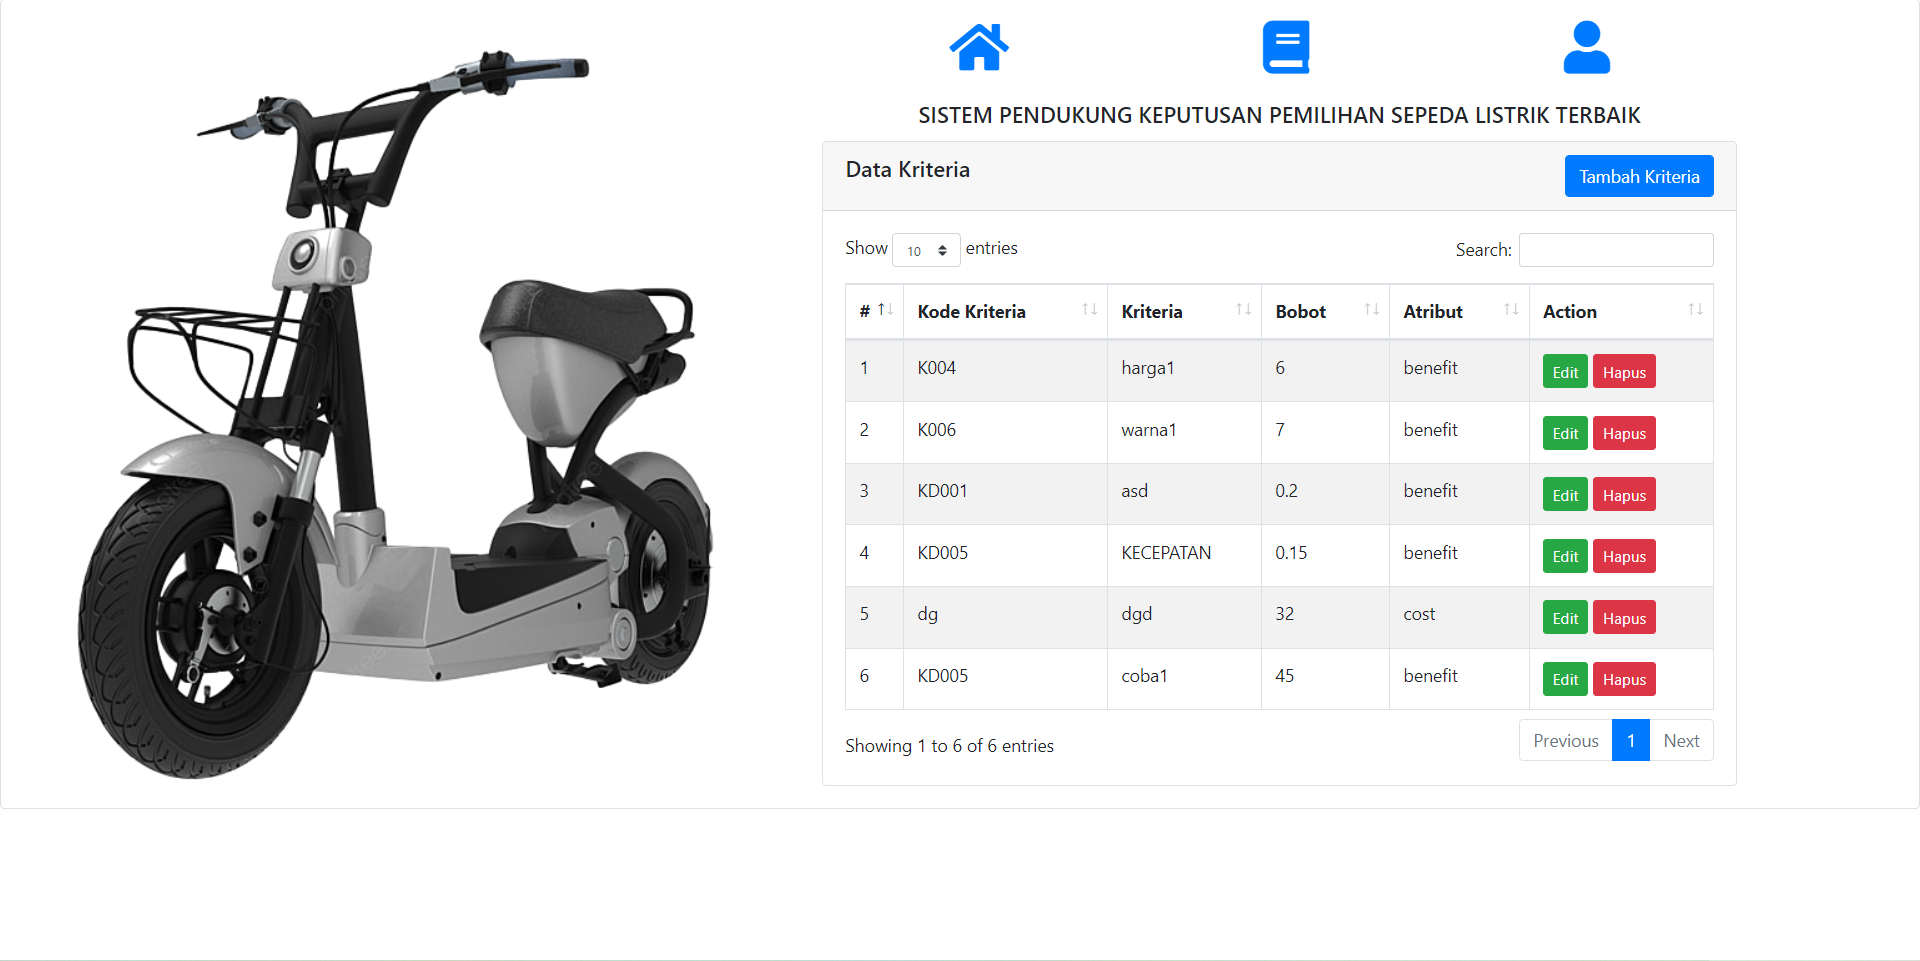 SISTEM PENDUKUNG KEPUTUSAN PEMILIHAN SEPEDA LISTRIK TERBAIK
Data Kriteria
Tambah Kriteria
Show 10 entries
Search:
# Kode Kriteria Kriteria Bobot Atribut Action
1 K004 harga1 6 benefit Edit Hapus
2 K006 warna1 7 benefit Edit Hapus
3 KD001 asd 0.2 benefit Edit Hapus
4 KD005 KECEPATAN 0.15 benefit Edit Hapus
5 dg dgd 32 cost Edit Hapus
6 KD005 coba1 45 benefit Edit Hapus
Showing 1 to 6 of 6 entries
Previous 1 Next